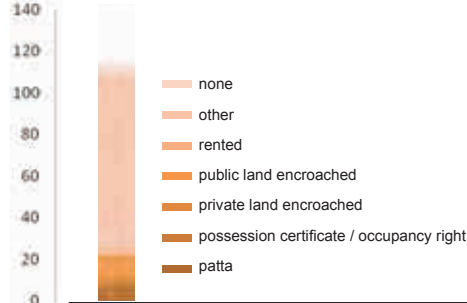 140
120
100
80
60
40
20
0
none
other
rented
public land encroached
private land encroached
possession certificate / occupancy right
patta